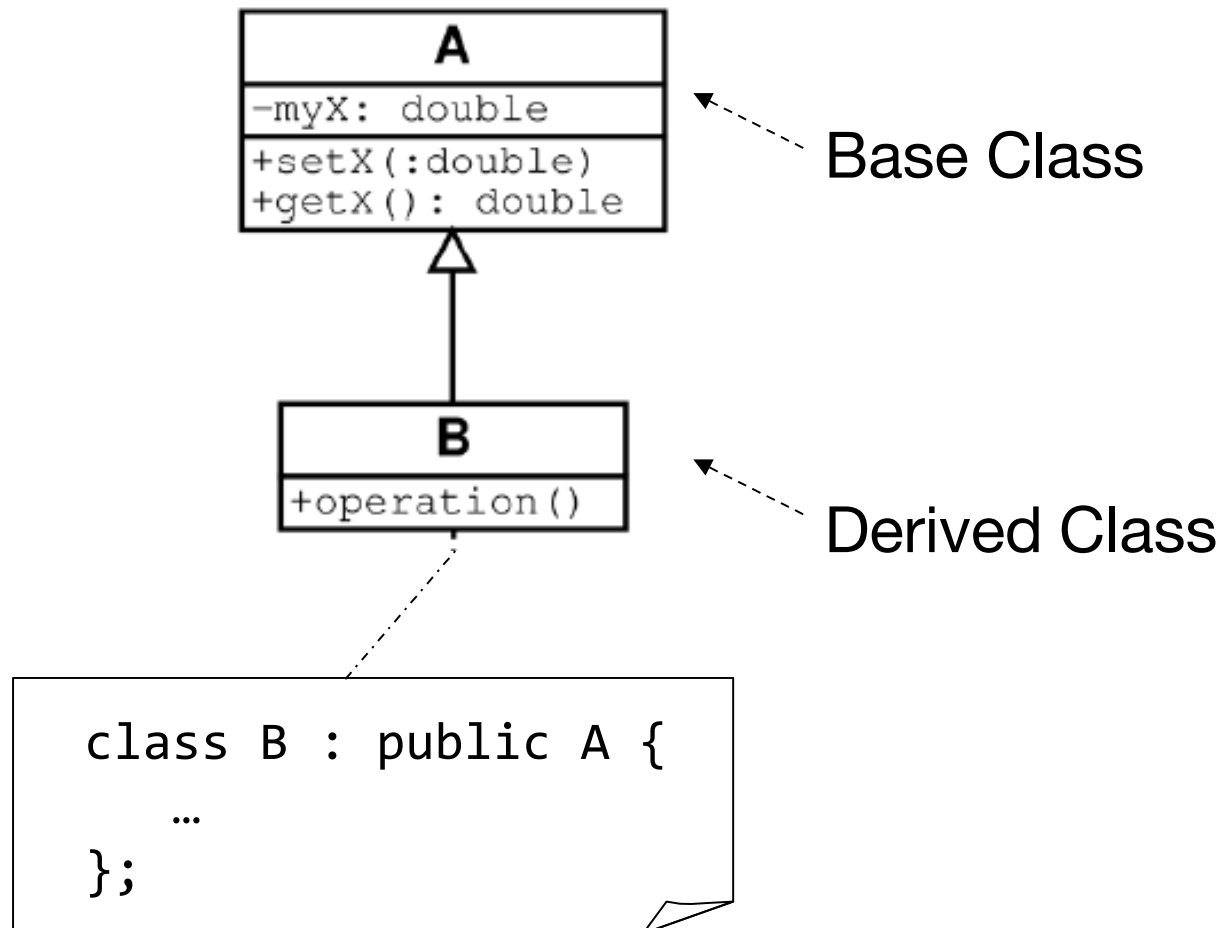 A
-myX: double
+setX(:double)
+getX(): double
Base Class
B
+operation()
Derived Class
class B : public A {
…
};